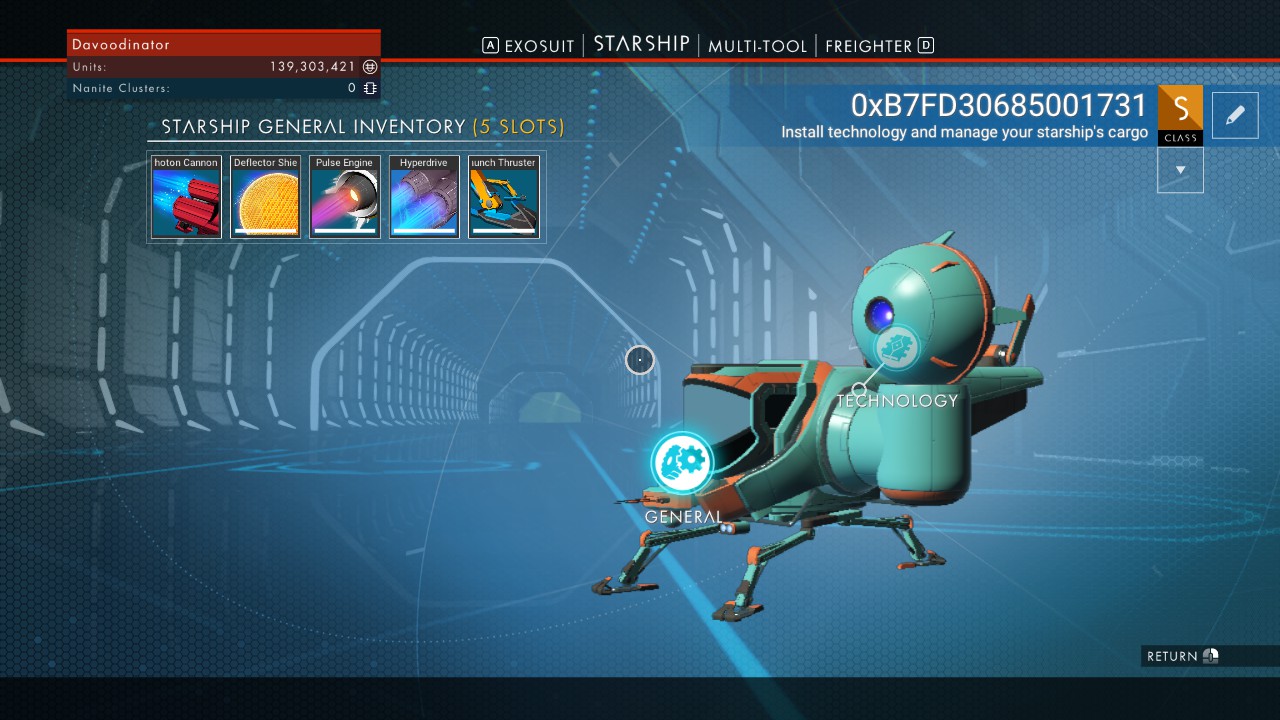 Davoodinator
Units: 139,303,421
Nanite Clusters: 0
A EXOSUIT STARSHIP MULTI-TOOL FREIGHTER D
0xB7FD30685001731
Install technology and manage your starship's cargo
S
CLASS
STARSHIP GENERAL INVENTORY (5 SLOTS)
hoton Cannon Deflector Shie Pulse Engine Hyperdrive unch Thruster
TECHNOLOGY
GENERAL
RETURN